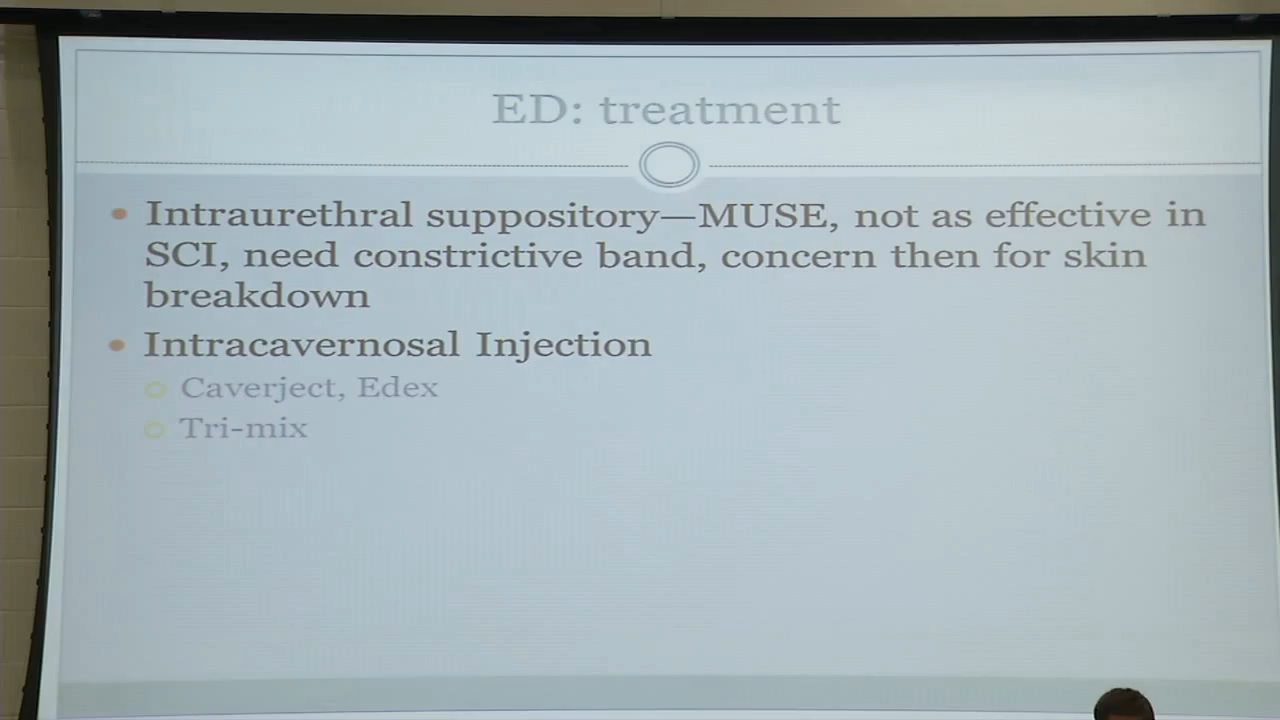 ED: treatment
Intraurethral suppository—MUSE, not as effective in
SCI, need constrictive band, concern then for skin
breakdown
Intracavernosal Injection
Caverject, Edex
Tri-mix